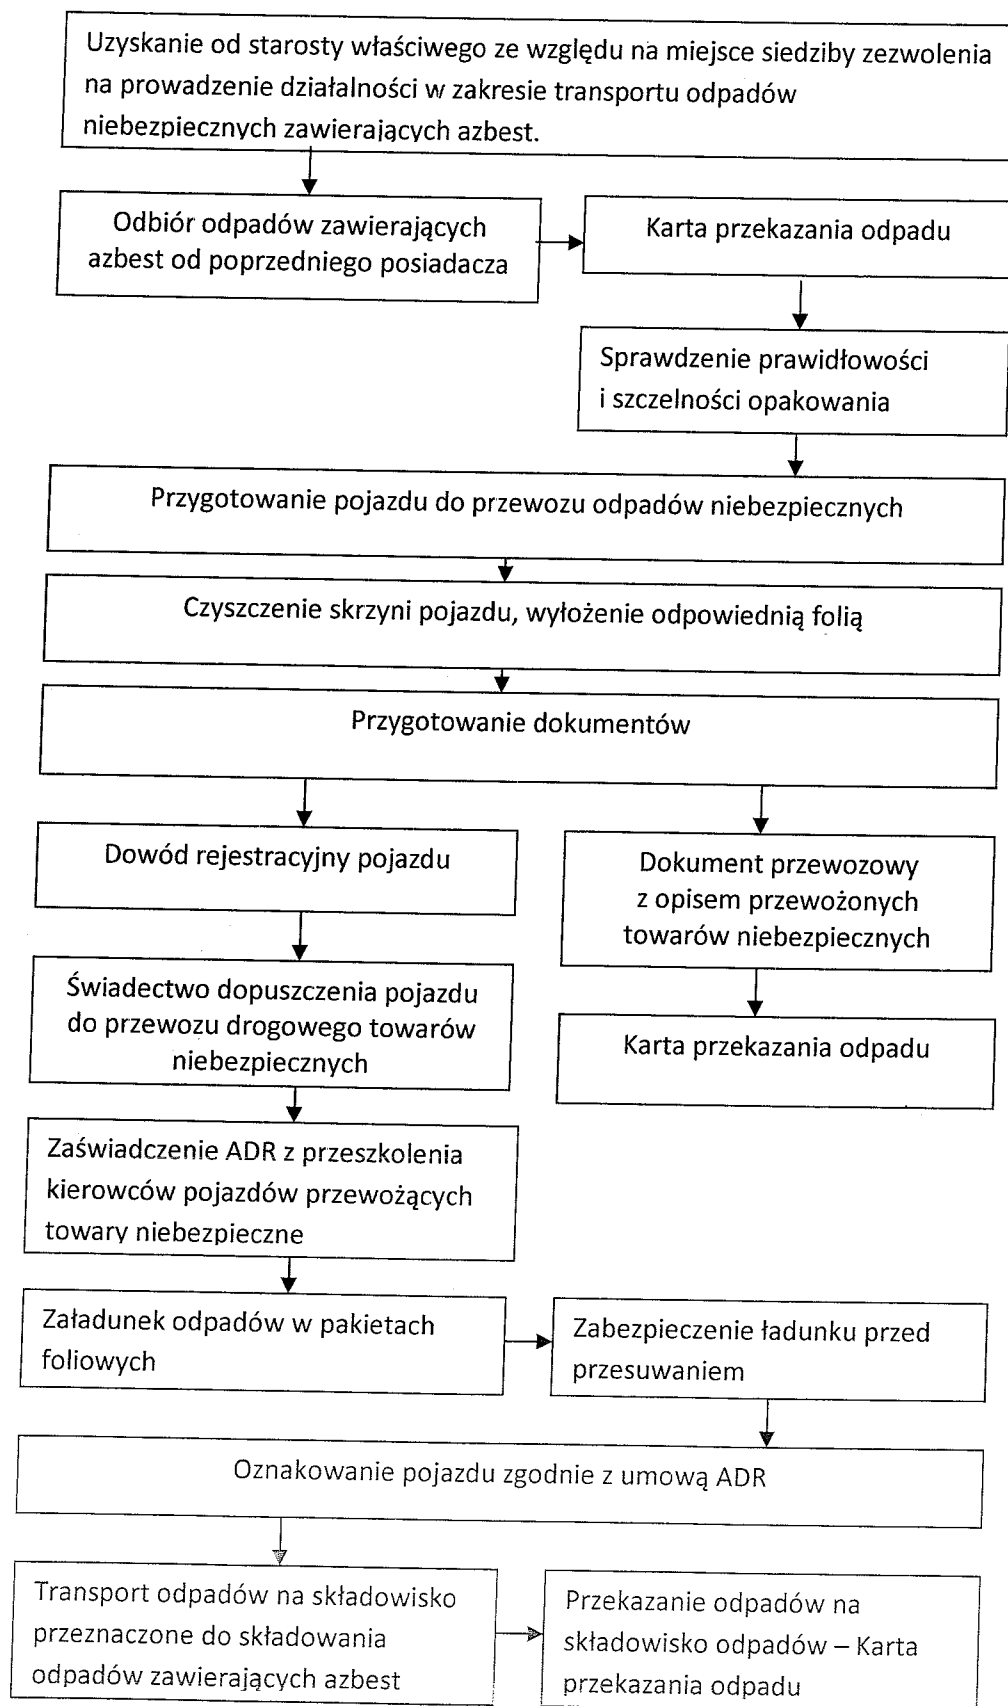 Uzyskanie od starosty właściwego ze względu na miejsce siedziby zezwolenia
na prowadzenie działalności w zakresie transportu odpadów
niebezpiecznych zawierających azbest.
Odbiór odpadów zawierających
azbest od poprzedniego posiadacza
Karta przekazania odpadu
Sprawdzenie prawidłowości
i szczelności opakowania
Przygotowanie pojazdu do przewozu odpadów niebezpiecznych
Czyszczenie skrzyni pojazdu, wyłożenie odpowiednią folią
Przygotowanie dokumentów
Dowód rejestracyjny pojazdu
Dokument przewozowy
z opisem przewożonych
towarów niebezpiecznych
Świadectwo dopuszczenia pojazdu
do przewozu drogowego towarów
niebezpiecznych
Karta przekazania odpadu
Zaświadczenie ADR z przeszkolenia
kierowców pojazdów przewożących
towary niebezpieczne
Załadunek odpadów w pakietach
foliowych
Zabezpieczenie ładunku przed
przesuwaniem
Oznakowanie pojazdu zgodnie z umową ADR
Transport odpadów na składowisko
przeznaczone do składowania
odpadów zawierających azbest
Przekazanie odpadów na
składowisko odpadów – Karta
przekazania odpadu